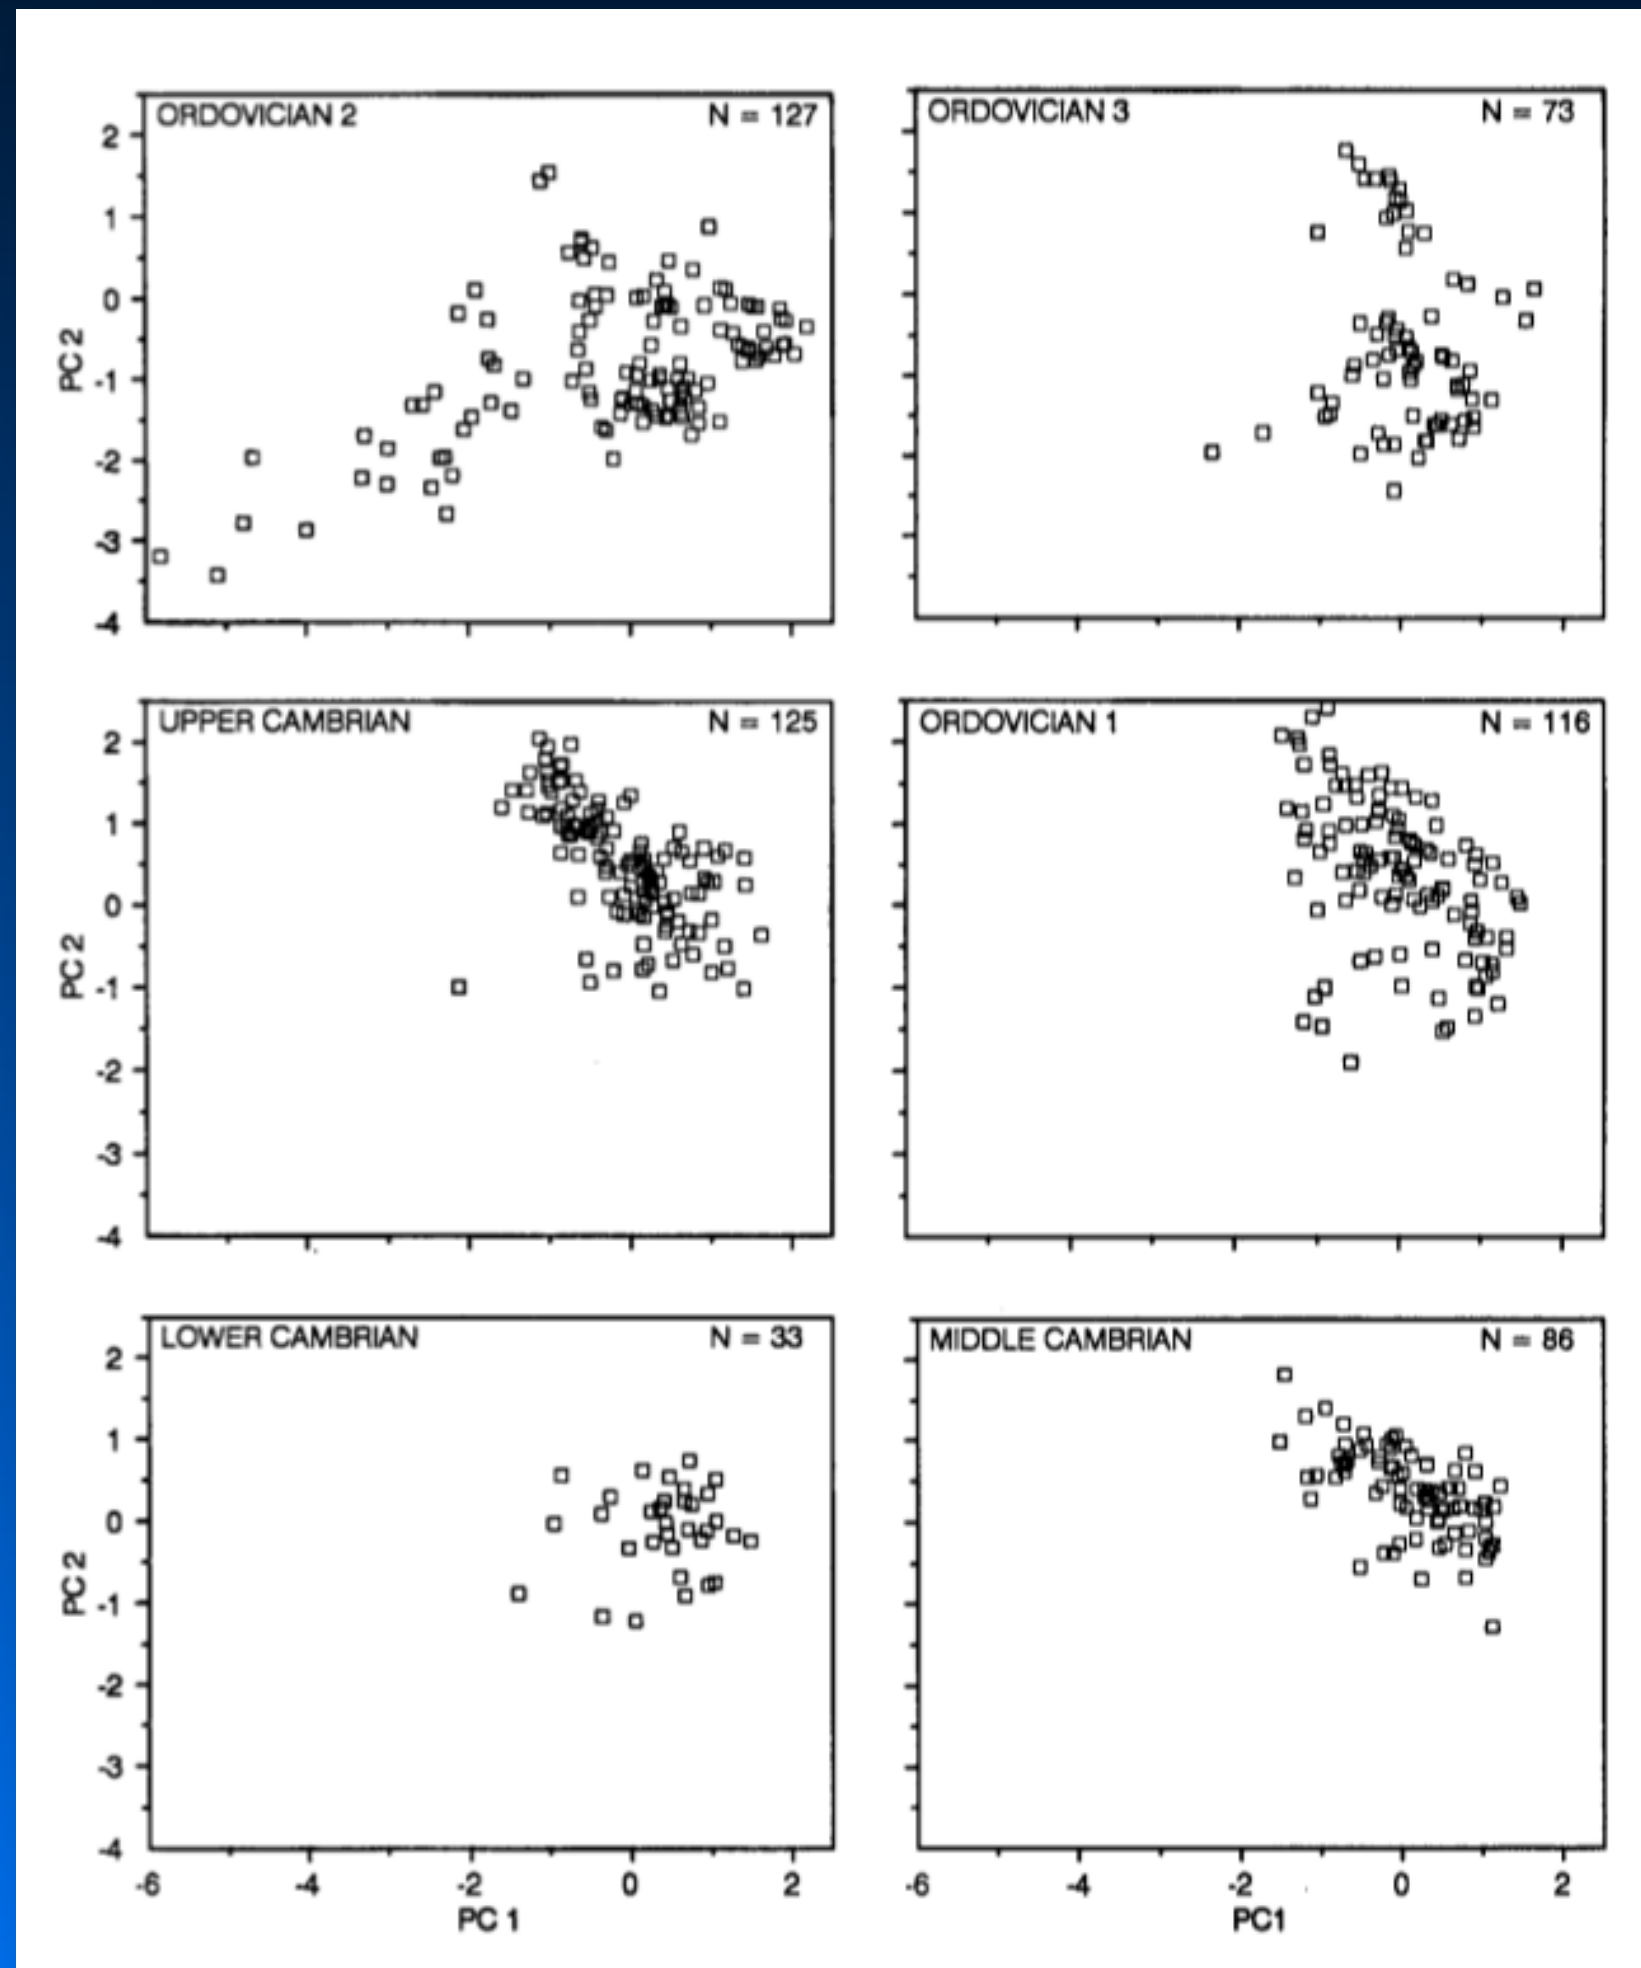 ORDOVICIAN 2 N = 127
2
1
0
-1
-2
-3
-4
PC 2
ORDOVICIAN 3 N = 73
UPPER CAMBRIAN N = 125
2
1
0
-1
-2
-3
-4
PC 2
ORDOVICIAN 1 N = 116
LOWER CAMBRIAN N = 33
2
1
0
-1
-2
-3
-4
PC 2
-6 -4 -2 0 2
PC 1
MIDDLE CAMBRIAN N = 86
-6 -4 -2 0 2
PC1